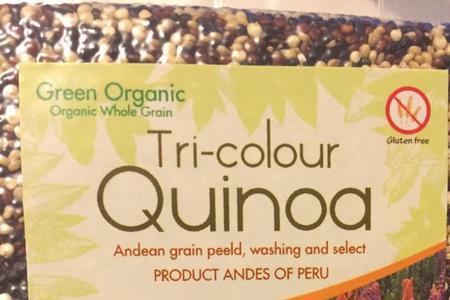 Green Organic
Organic Whole Grain
Gluten free
Tri-colour
Quinoa
Andean grain peeld, washing and select
PRODUCT ANDES OF PERU